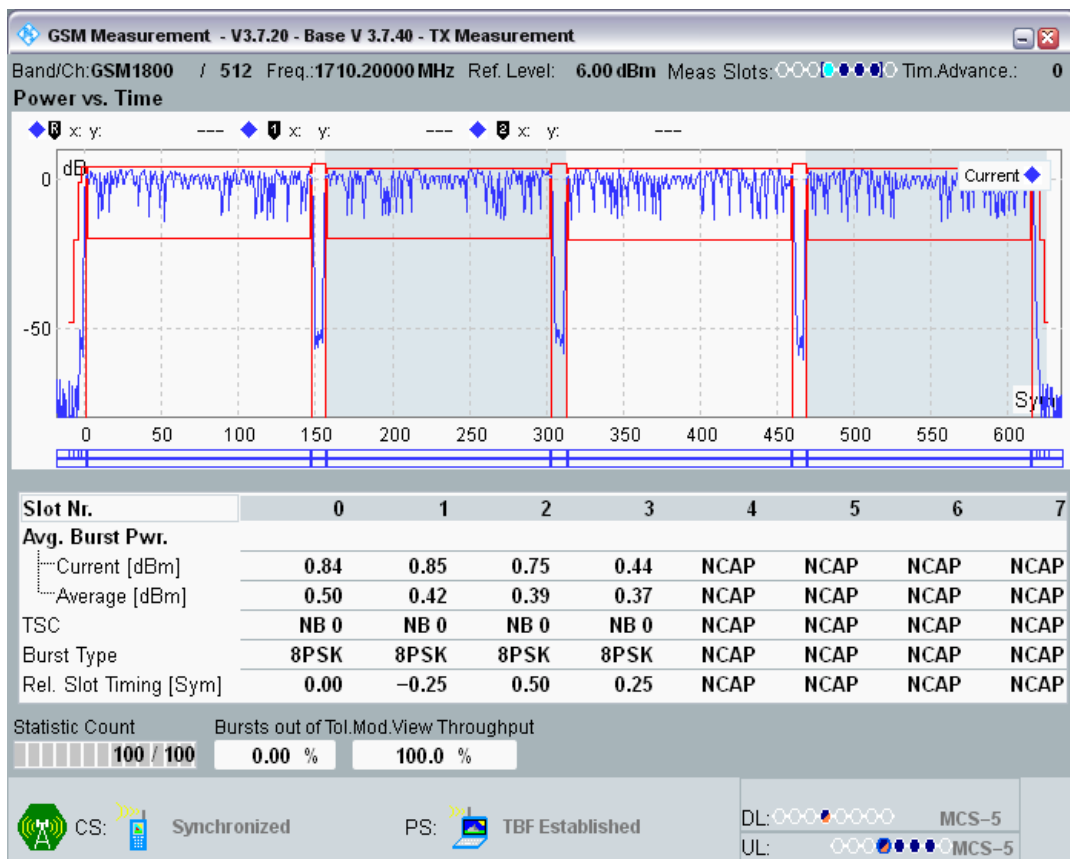 GSM Measurement - V3.7.20 - Base V 3.7.40 - TX Measurement
Band/Ch:GSM1800 / 512 Freq.:1710.20000 MHz Ref. Level: 6.00 dBm Meas Slots: Tim.Advance.: 0
Power vs. Time
R x: y: --- 1 x: y: --- 2 x: y: ---
dB
Current
0
-50
Sym
0 50 100 150 200 250 300 350 400 450 500 550 600
Slot Nr. 0 1 2 3 4 5 6 7
Avg. Burst Pwr.
Current [dBm] 0.84 0.85 0.75 0.44 NCAP NCAP NCAP NCAP
Average [dBm] 0.50 0.42 0.39 0.37 NCAP NCAP NCAP NCAP
TSC NB 0 NB 0 NB 0 NB 0 NCAP NCAP NCAP NCAP
Burst Type 8PSK 8PSK 8PSK 8PSK NCAP NCAP NCAP NCAP
Rel. Slot Timing [Sym] 0.00 −0.25 0.50 0.25 NCAP NCAP NCAP NCAP
Statistic Count Bursts out of Tol. Mod.View Throughput
100 / 100 0.00 % 100.0 %
CS: Synchronized PS: TBF Established
DL: MCS−5
UL: MCS−5